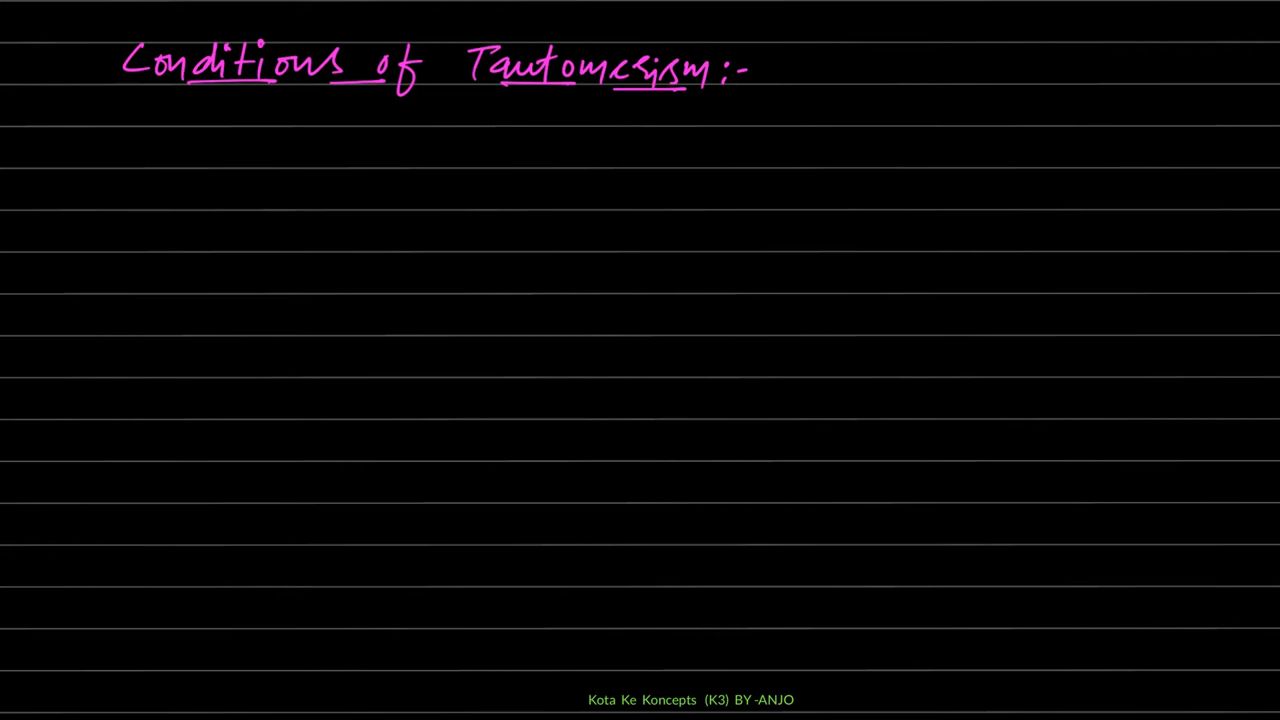 Conditions of Tautomerism:-
Kota Ke Koncepts (K3) BY -ANJO